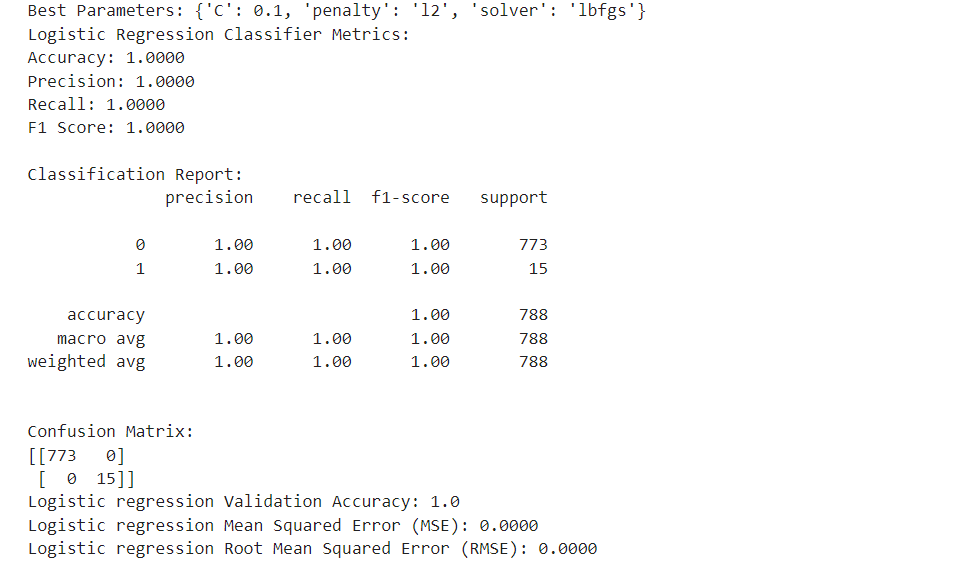 Best Parameters: {'C': 0.1, 'penalty': 'l2', 'solver': 'lbfgs'}
Logistic Regression Classifier Metrics:
Accuracy: 1.0000
Precision: 1.0000
Recall: 1.0000
F1 Score: 1.0000
Classification Report:
precision recall f1-score support
0 1.00 1.00 1.00 773
1 1.00 1.00 1.00 15
accuracy 1.00 788
macro avg 1.00 1.00 1.00 788
weighted avg 1.00 1.00 1.00 788
Confusion Matrix:
[[773 0]
[ 0 15]]
Logistic regression Validation Accuracy: 1.0
Logistic regression Mean Squared Error (MSE): 0.0000
Logistic regression Root Mean Squared Error (RMSE): 0.0000